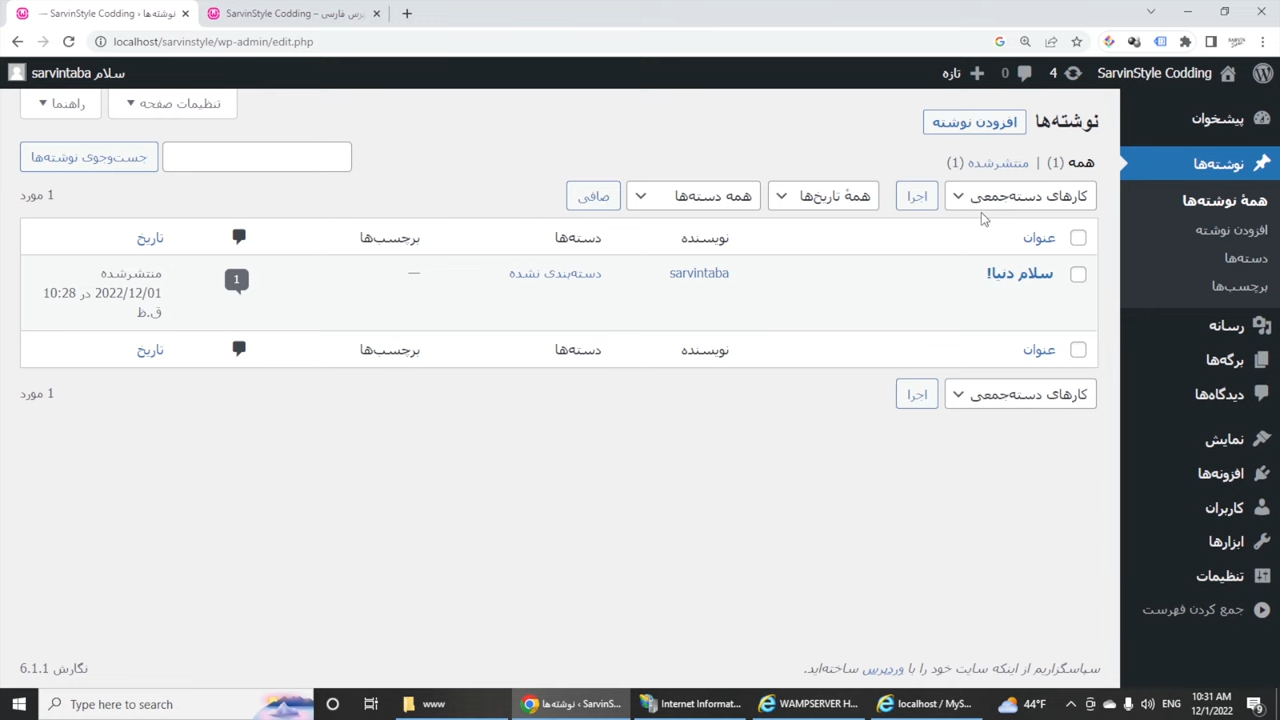 نوشته‌ها ‹ SarvinStyle Codding —
SarvinStyle Codding – رس فارسی
localhost/sarvinstyle/wp-admin/edit.php
SarvinStyle Codding
4
0
تازه
سلام sarvintaba
پیشخوان
نوشته‌ها
همهٔ نوشته‌ها
افزودن نوشته
دسته‌ها
برچسب‌ها
رسانه
برگه‌ها
دیدگاه‌ها
نمایش
افزونه‌ها
کاربران
ابزارها
تنظیمات
جمع کردن فهرست
تنظیمات صفحه
راهنما
نوشته‌ها
افزودن نوشته
همه (1) | منتشرشده (1)
جست‌وجوی نوشته‌ها
کارهای دسته‌جمعی
اجرا
همهٔ تاریخ‌ها
همه دسته‌ها
صافی
1 مورد
عنوان نویسنده دسته‌ها برچسب‌ها تاریخ
سلام دنیا! sarvintaba دسته‌بندی نشده — 1 منتشرشده
2022/12/01 در 10:28
ق.ظ
عنوان نویسنده دسته‌ها برچسب‌ها تاریخ
کارهای دسته‌جمعی
اجرا
1 مورد
سپاسگزاریم از اینکه سایت خود را با وردپرس ساخته‌اید.
نگارش 6.1.1
Type here to search
www
نوشته‌ها ‹ SarvinS...
Internet Informat...
WAMPSERVER H...
localhost / MyS...
44°F
ENG
10:31 AM
12/1/2022
9